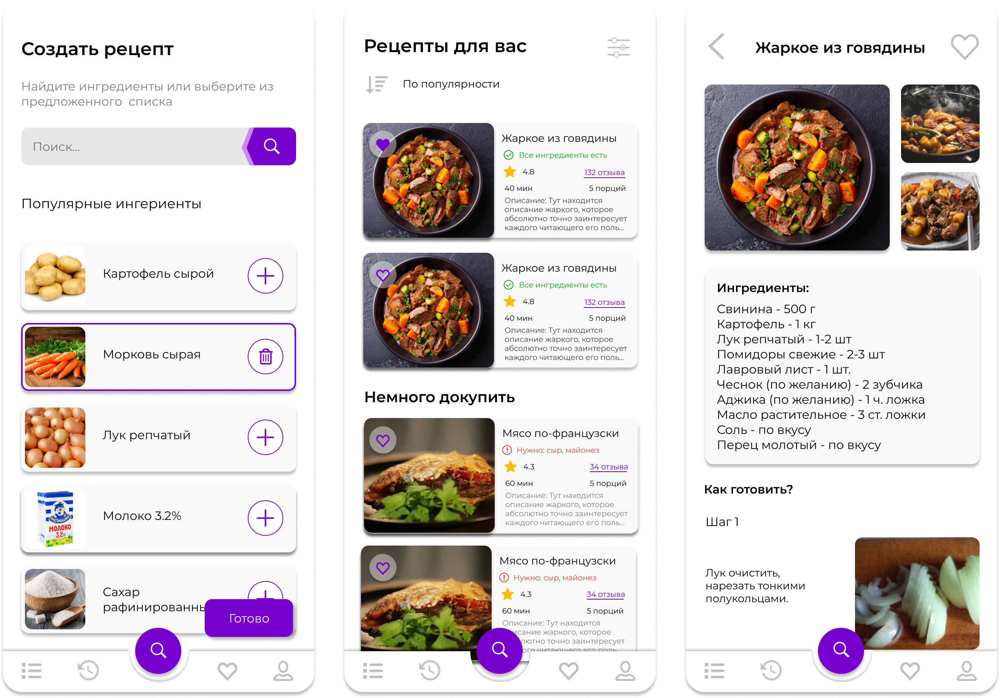 Создать рецепт
Найдите ингредиенты или выберите из
предложенного списка
Поиск...
Популярные ингериенты
Картофель сырой
Морковь сырая
Лук репчатый
ПРОСТОКВАШИНО
МОЛОКО
3,2%
Молоко 3.2%
Сахар
рафинированны
Готово
Рецепты для вас
По популярности
Жаркое из говядины
Все ингредиенты есть
4.8 132 отзыва
40 мин 5 порций
Описание: Тут находится
описание жаркого, которое
абсолютно точно заинтересует
каждого читающего его поль...
Жаркое из говядины
Все ингредиенты есть
4.8 132 отзыва
40 мин 5 порций
Описание: Тут находится
описание жаркого, которое
абсолютно точно заинтересует
каждого читающего его поль...
Немного докупить
Мясо по-французски
Нужно: сыр, майонез
4.3 34 отзыва
60 мин 5 порций
Описание: Тут находится
описание жаркого, которое
абсолютно точно заинтересует
каждого читающего его поль...
Мясо по-французски
Нужно: сыр, майонез
4.3 34 отзыва
60 мин 5 порций
Описание: Тут находится
исание жаркого, которое
лютно точно заинтересует
го читающего его поль
Жаркое из говядины
Ингредиенты:
Свинина - 500 г
Картофель - 1 кг
Лук репчатый - 1-2 шт
Помидоры свежие - 2-3 шт
Лавровый лист - 1 шт.
Чеснок (по желанию) - 2 зубчика
Аджика (по желанию) - 1 ч. ложка
Масло растительное - 3 ст. ложки
Соль - по вкусу
Перец молотый - по вкусу
Как готовить?
Шаг 1
Лук очистить,
нарезать тонкими
полукольцами.